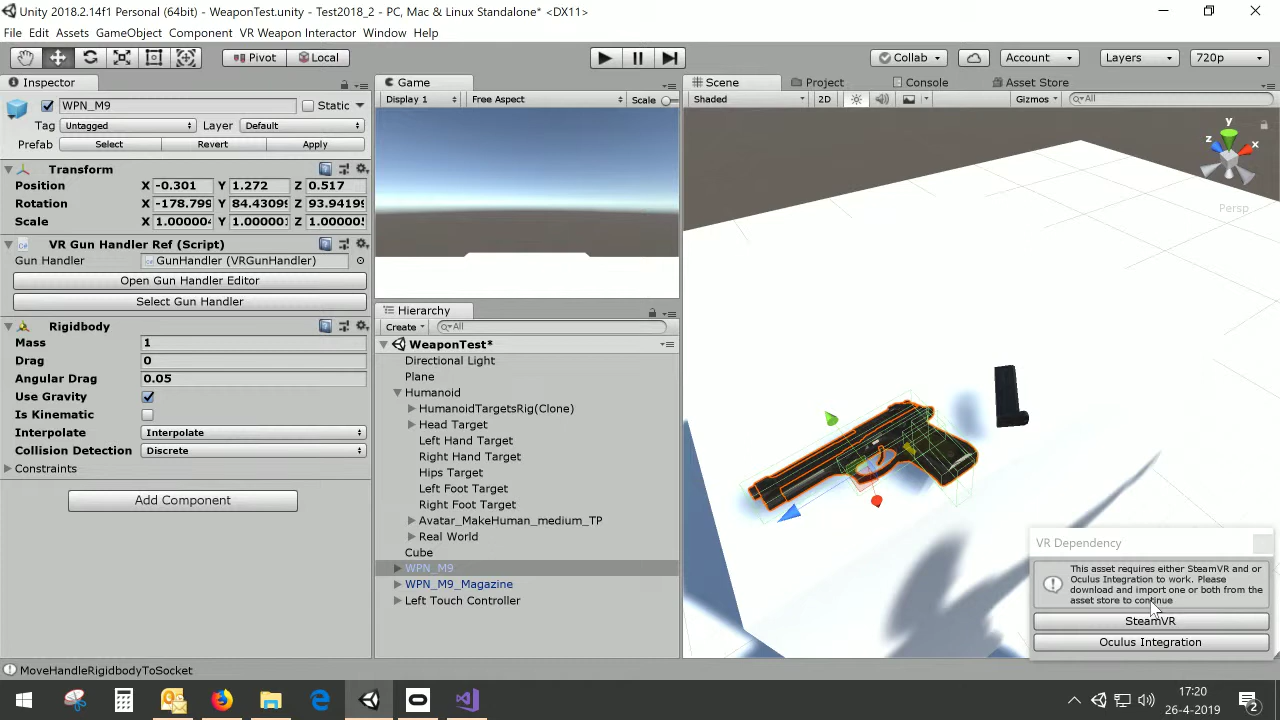 Unity 2018.2.14f1 Personal (64bit) - WeaponTest.unity - Test2018_2 - PC, Mac & Linux Standalone* <DX11>
File Edit Assets GameObject Component VR Weapon Interactor Window Help
Pivot Local Collab Account Layers 720p
Inspector
WPN_M9 Static
Tag Untagged Layer Default
Prefab Select Revert Apply
Transform
Position X -0.301 Y 1.272 Z 0.517
Rotation X -178.799 Y 84.43099 Z 93.94199
Scale X 1.000004 Y 1.000001 Z 1.000005
VR Gun Handler Ref (Script)
Gun Handler GunHandler (VRGunHandler)
Open Gun Handler Editor
Select Gun Handler
Rigidbody
Mass 1
Drag 0
Angular Drag 0.05
Use Gravity
Is Kinematic
Interpolate Interpolate
Collision Detection Discrete
Constraints
Add Component
Game
Display 1 Free Aspect Scale
Hierarchy
Create All
WeaponTest*
Directional Light
Plane
Humanoid
HumanoidTargetsRig(Clone)
Head Target
Left Hand Target
Right Hand Target
Hips Target
Left Foot Target
Right Foot Target
Avatar_MakeHuman_medium_TP
Real World
Cube
WPN_M9
WPN_M9_Magazine
Left Touch Controller
Scene Project Console Asset Store
Shaded 2D Gizmos All
y
z x
Persp
VR Dependency
This asset requires either SteamVR and or
Oculus Integration to work. Please
download and import one or both from the
asset store to continue
SteamVR
Oculus Integration
MoveHandleRigidbodyToSocket
17:20
26-4-2019
2